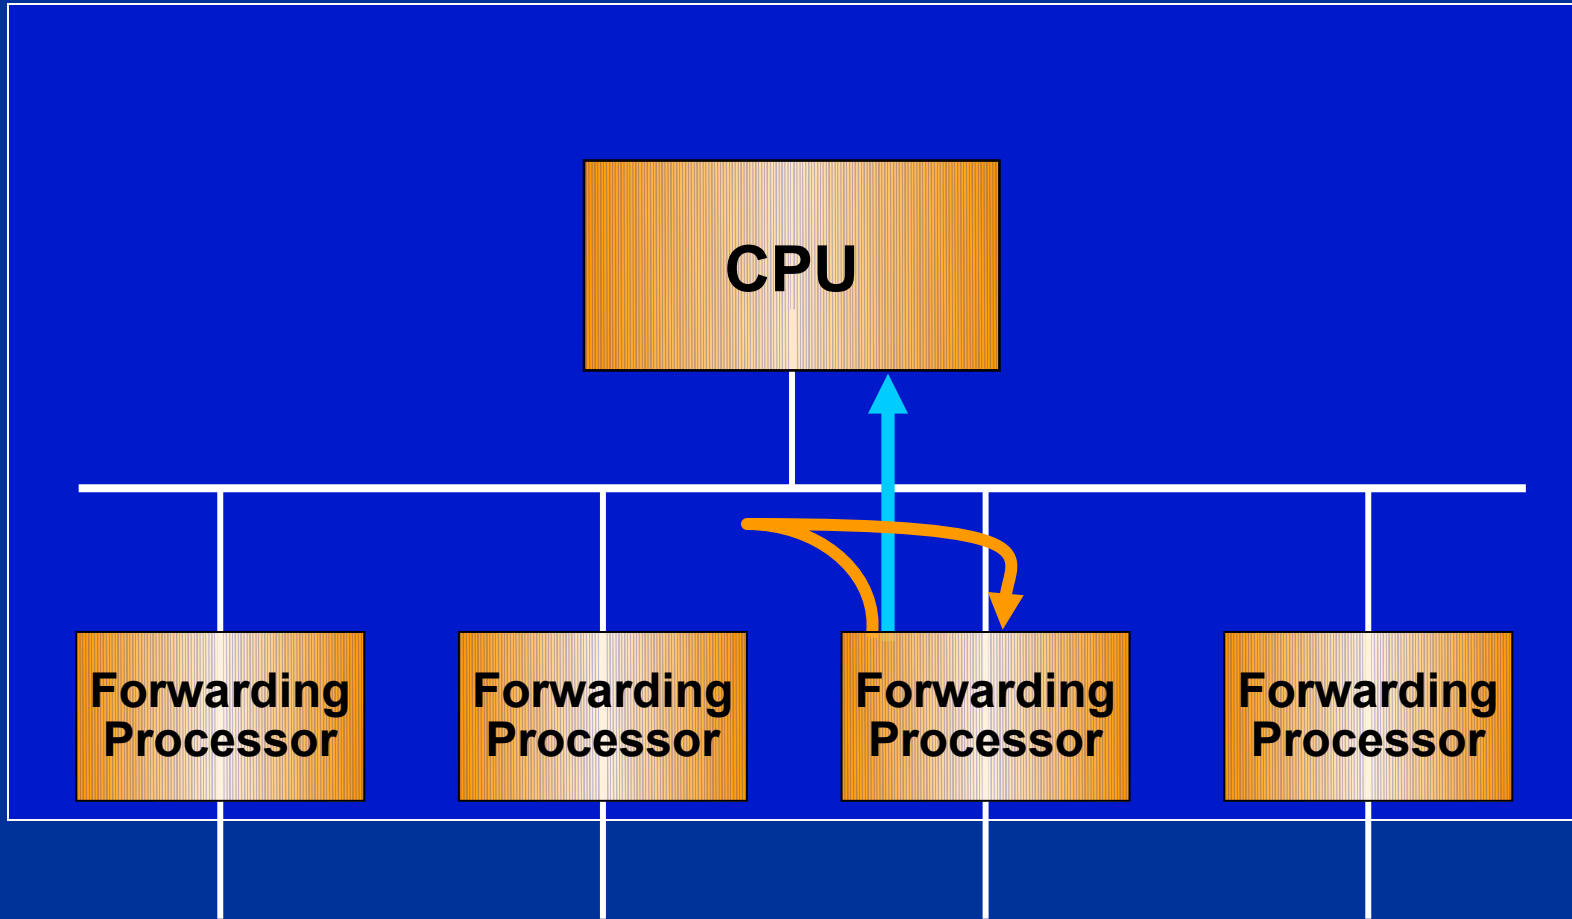 CPU
Forwarding
Processor
Forwarding
Processor
Forwarding
Processor
Forwarding
Processor